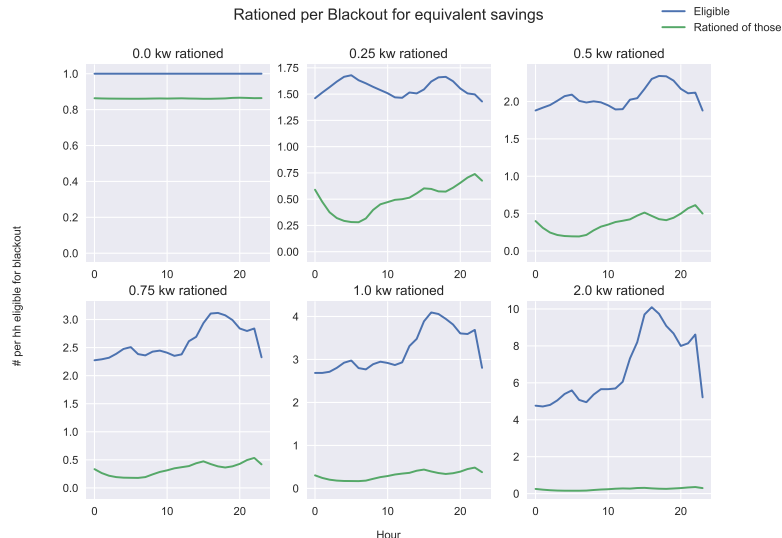 Rationed per Blackout for equivalent savings
Eligible
Rationed of those
0.0 kw rationed
0.25 kw rationed
0.5 kw rationed
1.0
0.8
0.6
0.4
0.2
0.0
0 10 20
1.75
1.50
1.25
1.00
0.75
0.50
0.25
0.00
0 10 20
2.0
1.5
1.0
0.5
0.0
0 10 20
# per hh eligible for blackout
0.75 kw rationed
1.0 kw rationed
2.0 kw rationed
3.0
2.5
2.0
1.5
1.0
0.5
0.0
0 10 20
4
3
2
1
0
0 10 20
10
8
6
4
2
0
0 10 20
Hour